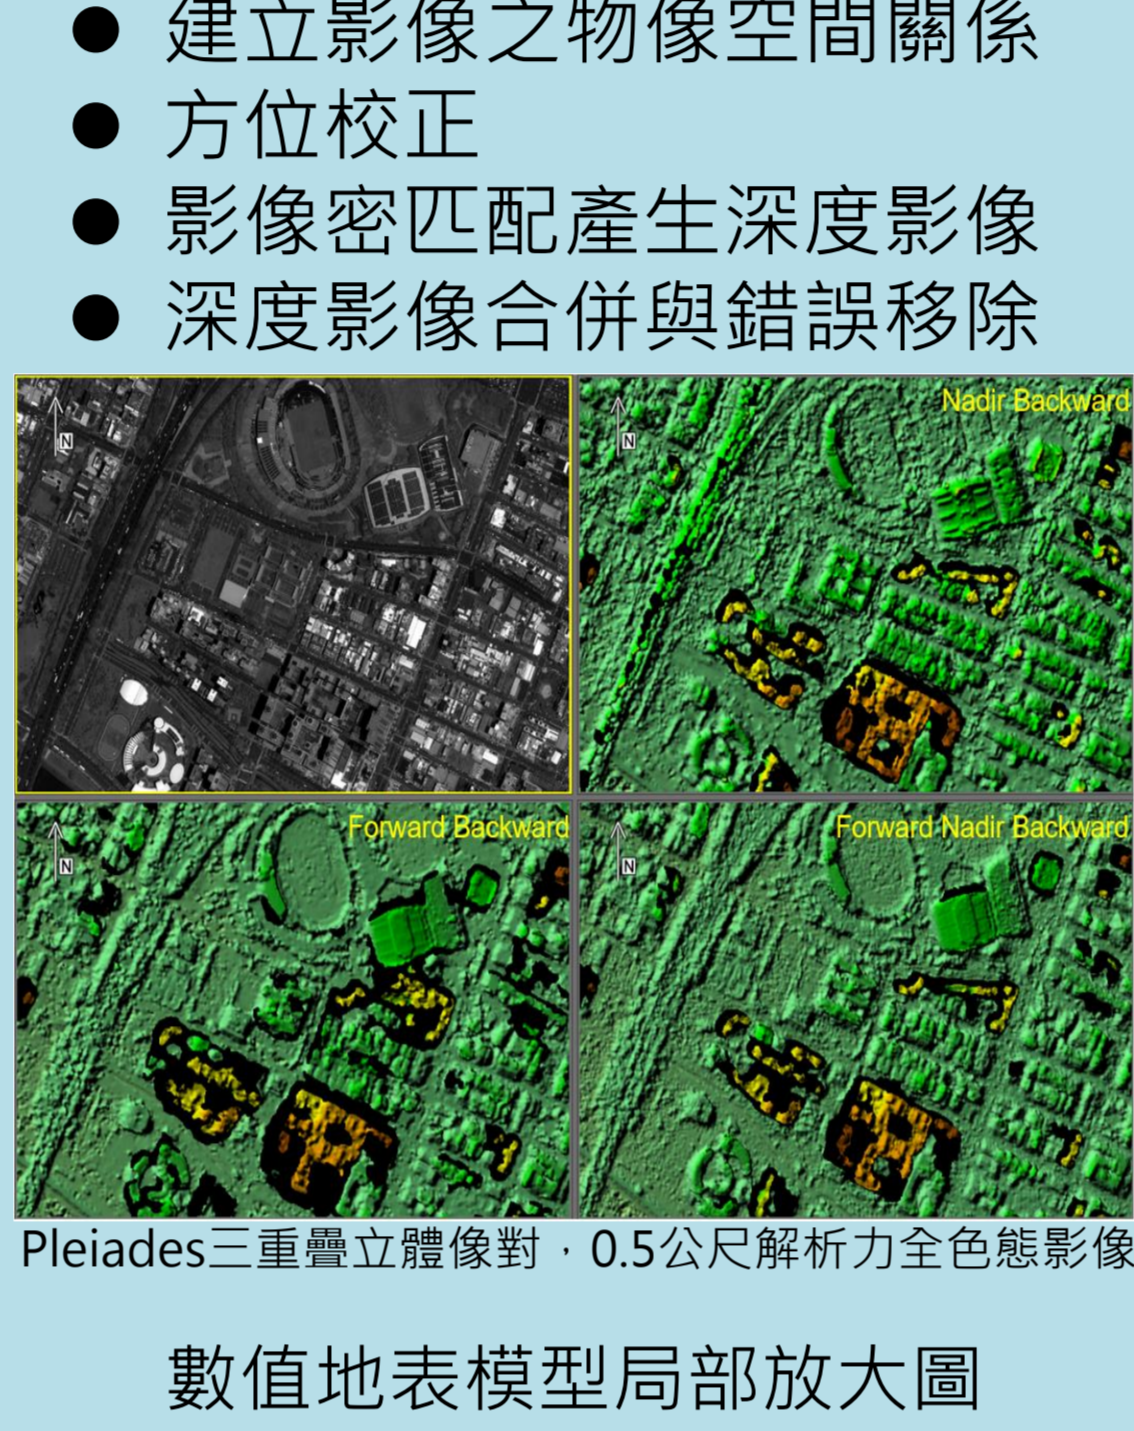 建立影像之物像空間關係
方位校正
影像密匹配產生深度影像
深度影像合併與錯誤移除
N
Nadir Backward
N
Forward Backward
N
Forward Nadir Backward
N
Pleiades三重疊立體像對，0.5公尺解析力全色態影像
數值地表模型局部放大圖